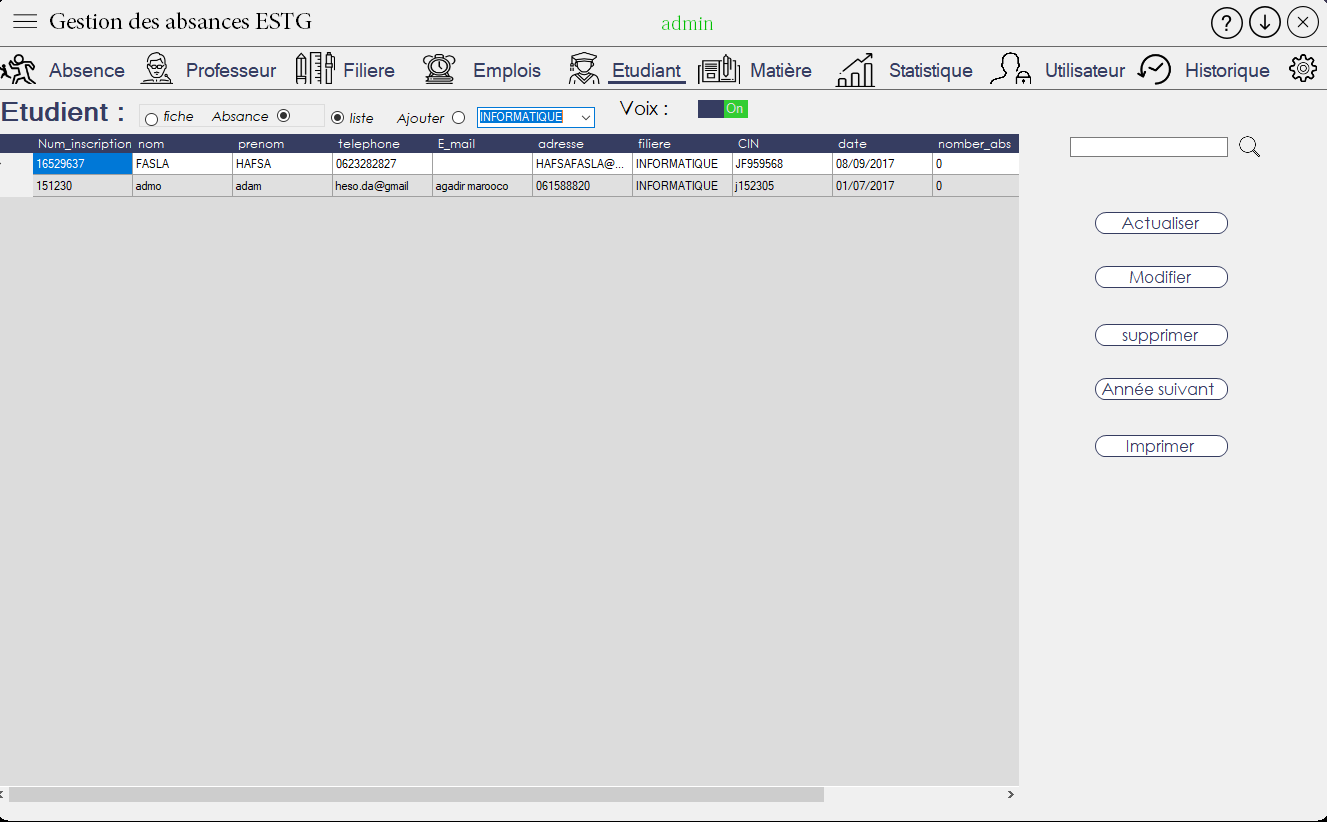 Gestion des absances ESTG
admin
?
Absence Professeur Filiere Emplois Etudiant Matière Statistique Utilisateur Historique
Etudient : fiche Absance liste Ajouter INFORMATIQUE Voix : On
Num_inscription nom prenom telephone E_mail adresse filiere CIN date nomber_abs
16529637 FASLA HAFSA 0623282827 HAFSAFASLA@... INFORMATIQUE JF959568 08/09/2017 0
151230 admo adam heso.da@gmail agadir marooco 061588820 INFORMATIQUE j152305 01/07/2017 0
Actualiser
Modifier
supprimer
Année suivant
Imprimer